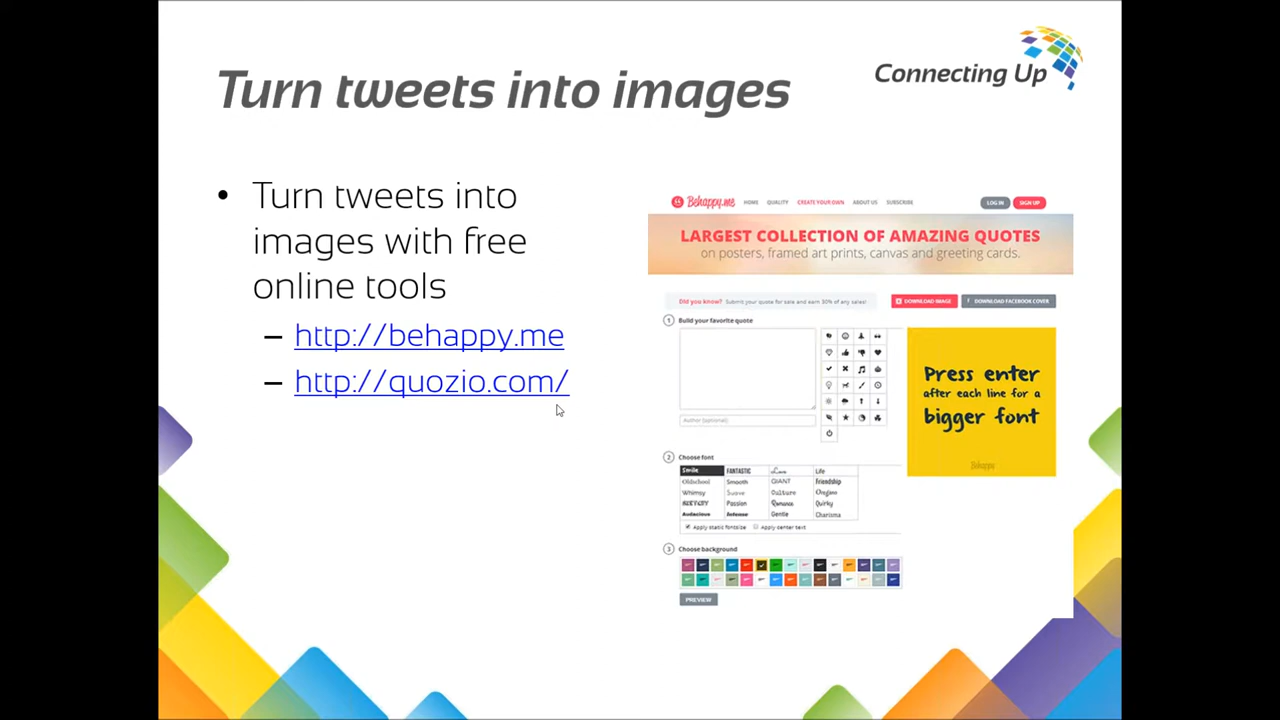 Turn tweets into images
Connecting Up
• Turn tweets into
images with free
online tools
– http://behappy.me
– http://quozio.com/
Behappy.me HOME QUALITY CREATE YOUR OWN ABOUT US SUBSCRIBE LOG IN SIGN UP
LARGEST COLLECTION OF AMAZING QUOTES
on posters, framed art prints, canvas and greeting cards.
Did you know? Submit your quote for sale and earn 30% of any sales!
DOWNLOAD IMAGE f DOWNLOAD FACEBOOK COVER
1 Build your favorite quote
Press enter
after each line for a
bigger font
Behappy
Author (optional)
2 Choose font
Smile FANTASTIC Love Life
Oldschool Smooth GIANT Friendship
Whimsy Suave Culture Oregano
Passion Romance Quirky
Audacious Intense Gentle Charisma
Apply static fontsize Apply center text
3 Choose background
PREVIEW